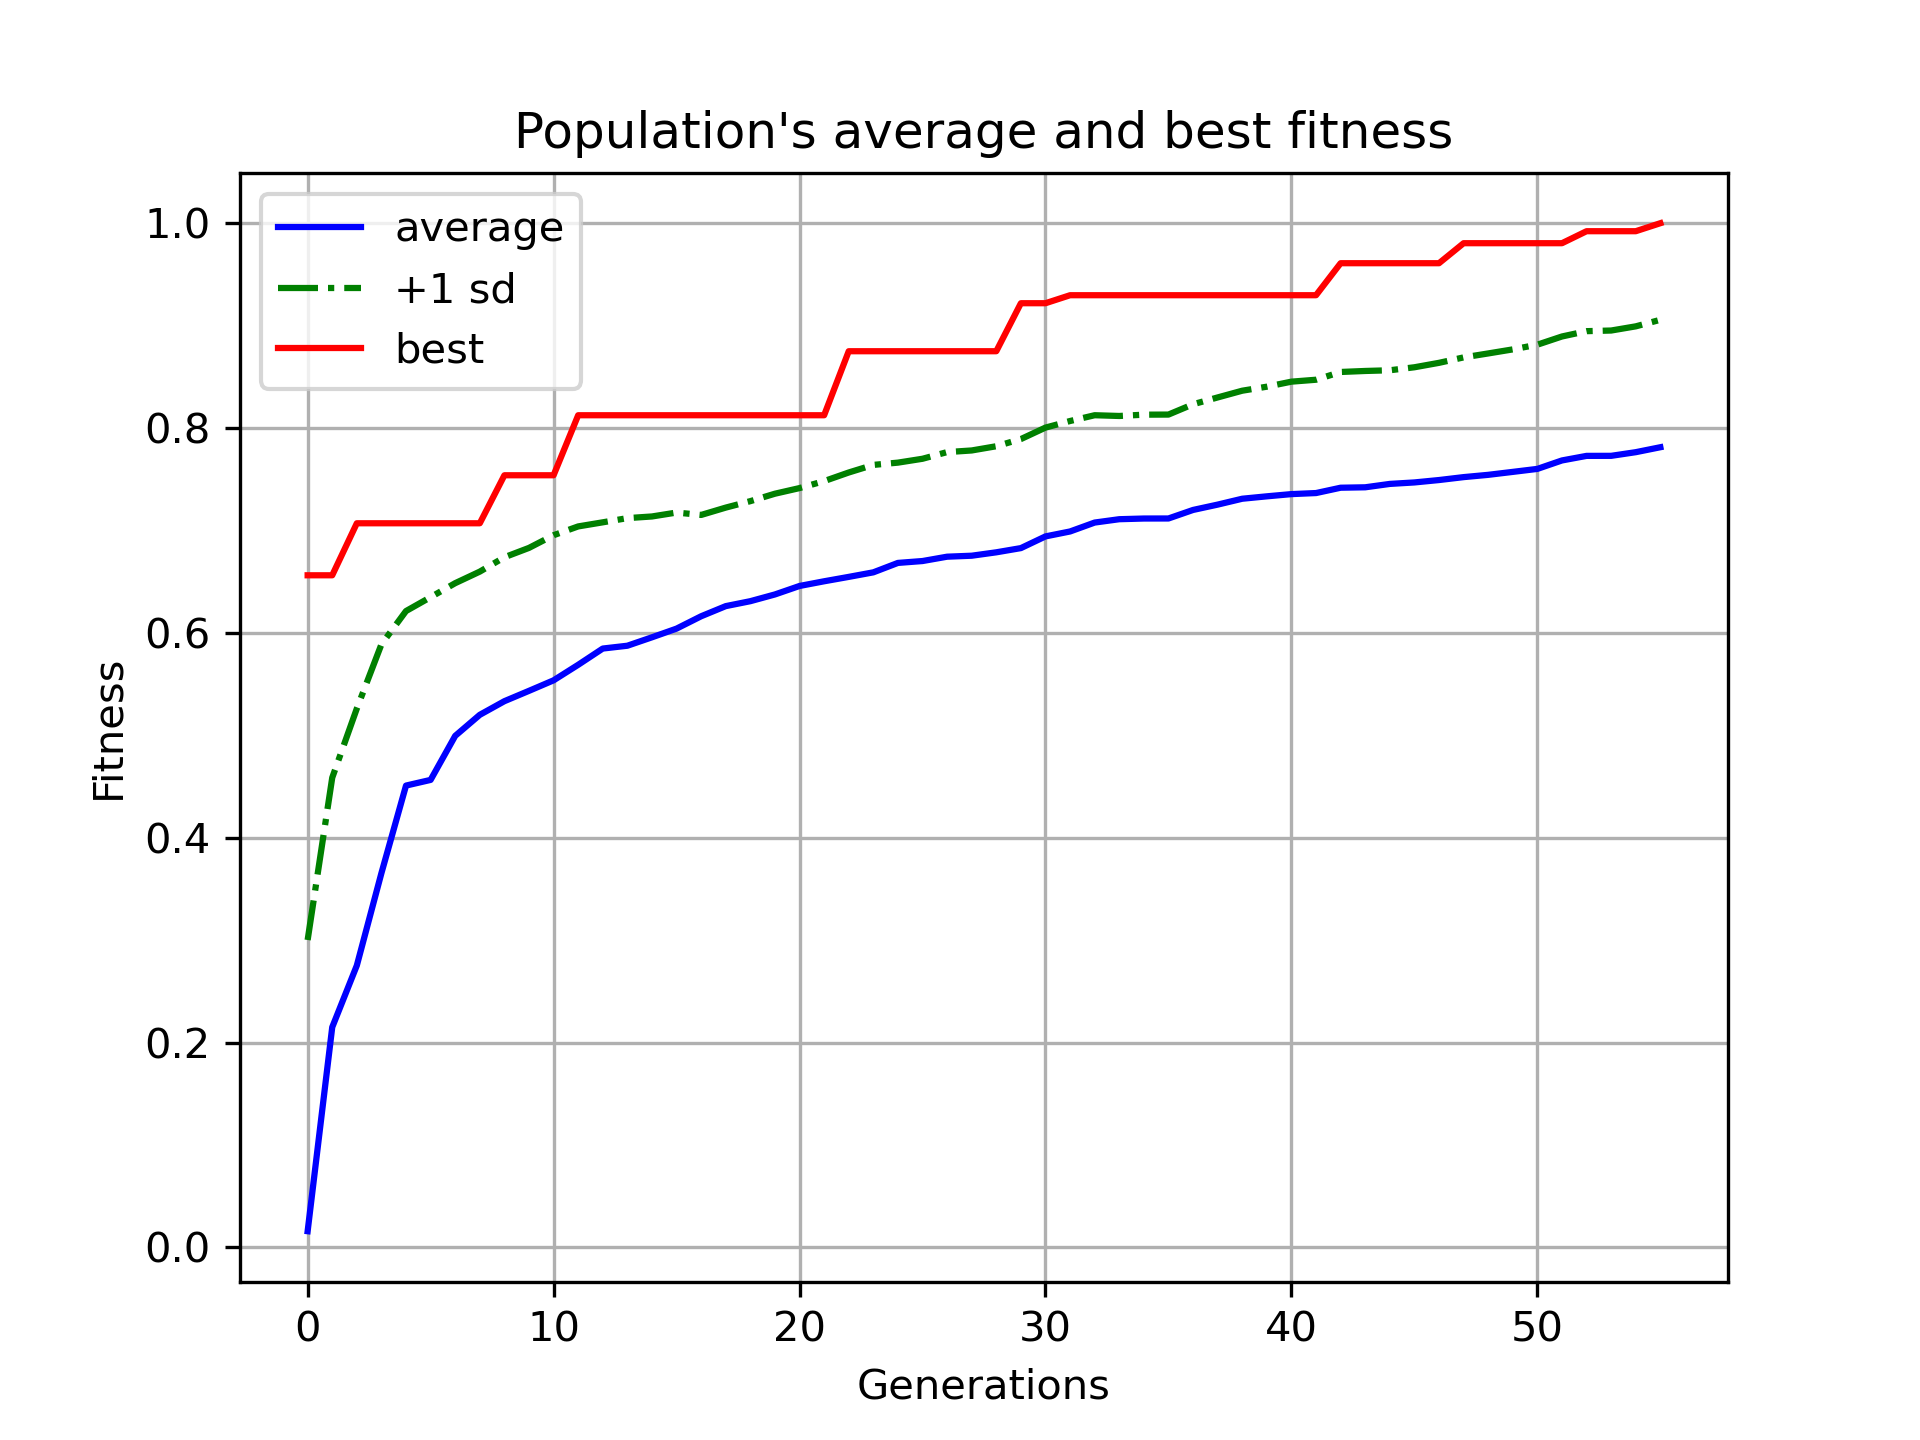 Population's average and best fitness
average
+1 sd
best
1.0
0.8
0.6
0.4
0.2
0.0
Fitness
0 10 20 30 40 50
Generations